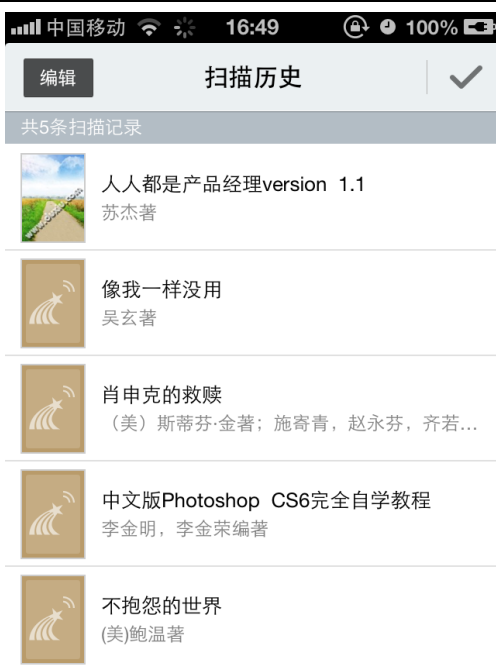 中国移动 16:49 100%
编辑 扫描历史
共5条扫描记录
人人都是产品经理version 1.1
苏杰著
像我一样没用
吴玄著
肖申克的救赎
（美）斯蒂芬·金著；施寄青，赵永芬，齐若...
中文版Photoshop CS6完全自学教程
李金明，李金荣编著
不抱怨的世界
(美)鲍温著